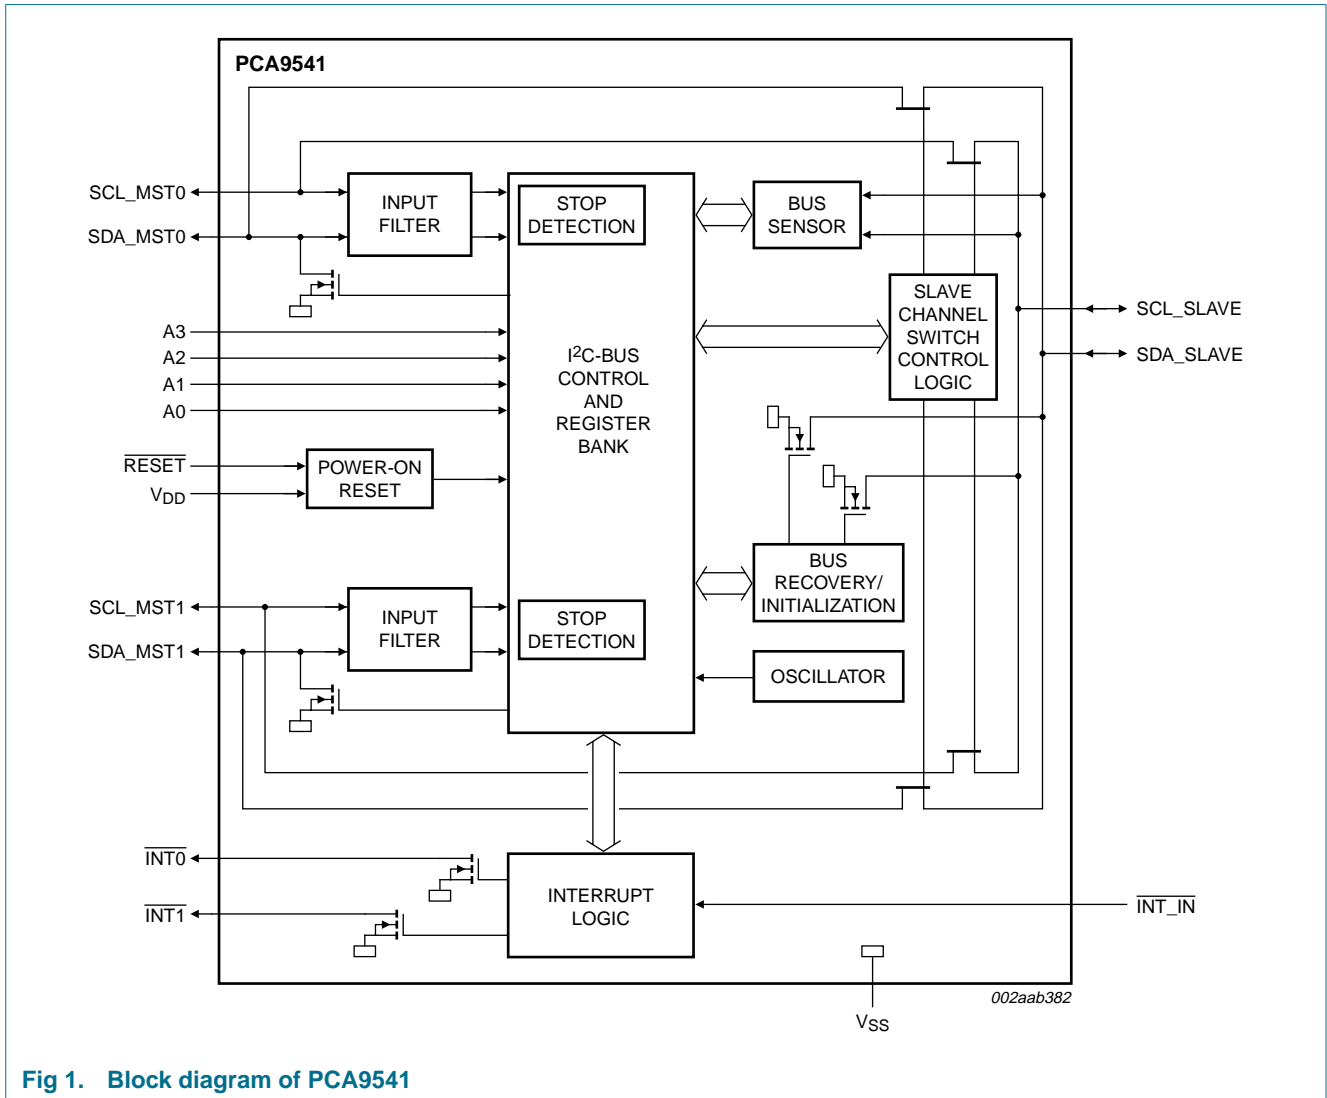 PCA9541
SCL_MST0
SDA_MST0
INPUT
FILTER
STOP
DETECTION
BUS
SENSOR
A3
A2
A1
A0
I2C-BUS
CONTROL
AND
REGISTER
BANK
SLAVE
CHANNEL
SWITCH
CONTROL
LOGIC
SCL_SLAVE
SDA_SLAVE
RESET
VDD
POWER-ON
RESET
SCL_MST1
SDA_MST1
INPUT
FILTER
STOP
DETECTION
BUS
RECOVERY/
INITIALIZATION
OSCILLATOR
INT0
INT1
INTERRUPT
LOGIC
INT_IN
002aab382
VSS
Fig 1. Block diagram of PCA9541